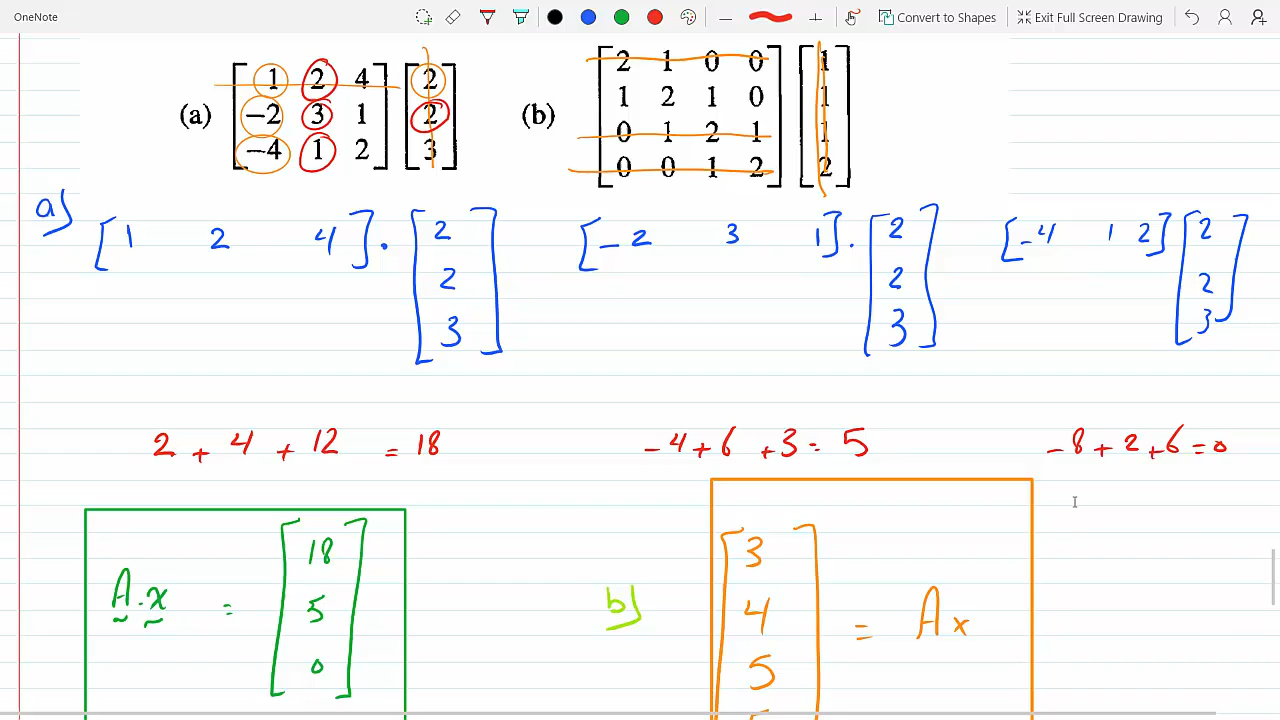 OneNote
Convert to Shapes
Exit Full Screen Drawing
(a) [1 2 4] [2]
[-2 3 1] [2]
[-4 1 2] [3]
(b) [2 1 0 0] [1]
[1 2 1 0] [1]
[0 1 2 1] [1]
[0 0 1 2] [2]
a)
[1 2 4] . [2 2 3]
[-2 3 1] . [2 2 3]
[-4 1 2] [2 2 3]
2 + 4 + 12 = 18
-4 + 6 + 3 = 5
-8 + 2 + 6 = 0
A . x = [18 5 0]
b)
[3 4 5 = A x